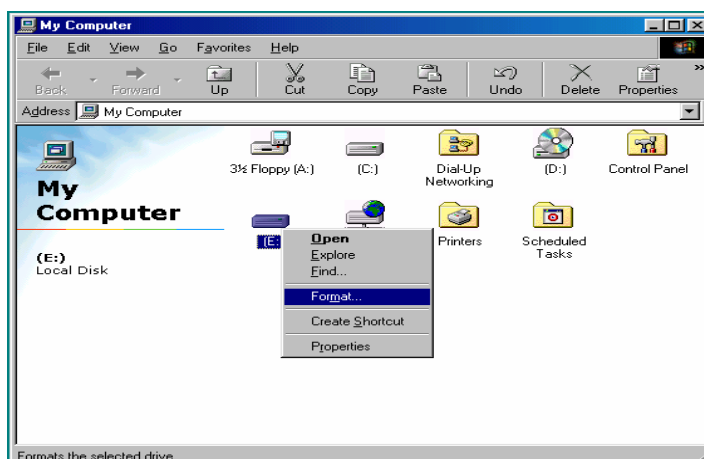 My Computer
File Edit View Go Favorites Help
Back Forward Up Cut Copy Paste Undo Delete Properties »
Address My Computer
My
Computer
(E:)
Local Disk
3½ Floppy (A:) (C:) Dial-Up
Networking (D:) Control Panel
(E: Printers Scheduled
Tasks
Open
Explore
Find...
Format...
Create Shortcut
Properties
Formats the selected drive